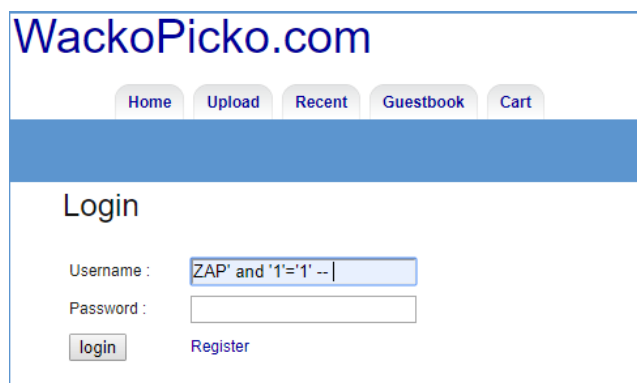 WackoPicko.com
Home Upload Recent Guestbook Cart
Login
Username : ZAP' and '1'='1' --
Password :
login Register